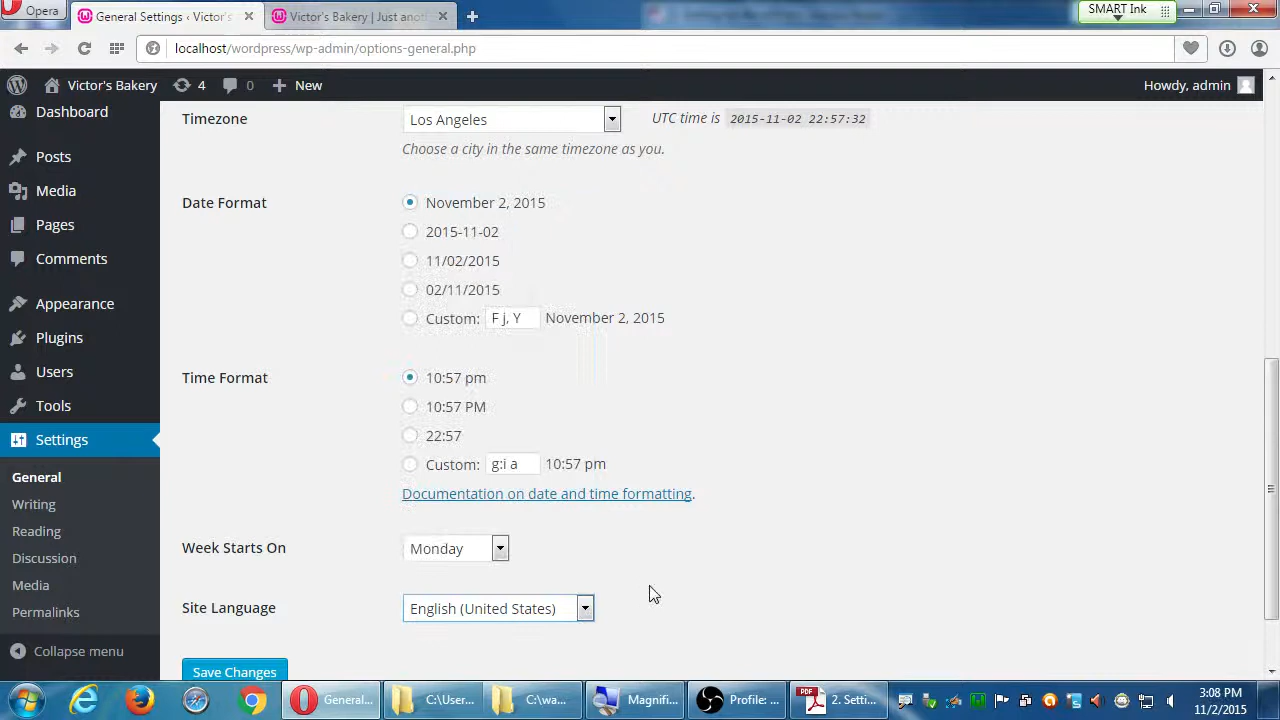 Opera
General Settings ‹ Victor's
Victor's Bakery | Just anoth
SMART Ink
localhost/wordpress/wp-admin/options-general.php
Victor's Bakery
4
0
New
Howdy, admin
Dashboard
Posts
Media
Pages
Comments
Appearance
Plugins
Users
Tools
Settings
General
Writing
Reading
Discussion
Media
Permalinks
Collapse menu
Timezone
Los Angeles
UTC time is 2015-11-02 22:57:32
Choose a city in the same timezone as you.
Date Format
November 2, 2015
2015-11-02
11/02/2015
02/11/2015
Custom: F j, Y November 2, 2015
Time Format
10:57 pm
10:57 PM
22:57
Custom: g:i a 10:57 pm
Documentation on date and time formatting.
Week Starts On
Monday
Site Language
English (United States)
Save Changes
General...
C:\User...
C:\wa...
Magnifi...
Profile: ...
PDF
2. Setti...
3:08 PM
11/2/2015